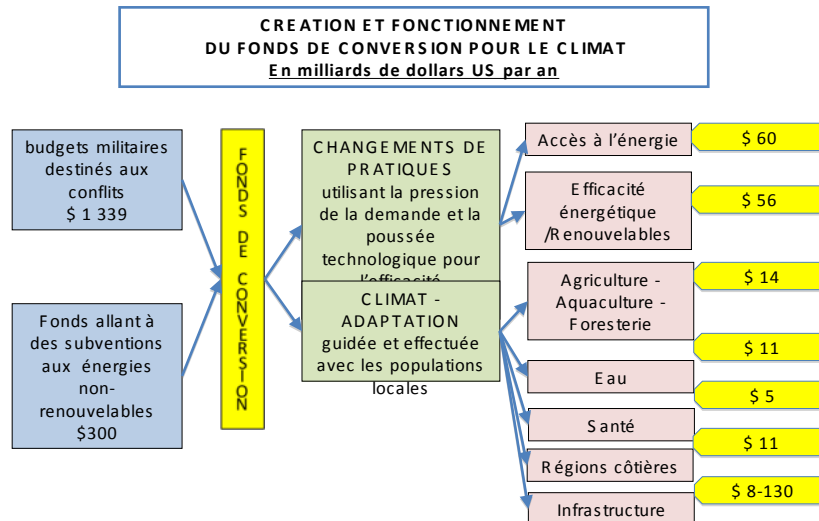 CREATION ET FONCTIONNEMENT
DU FONDS DE CONVERSION POUR LE CLIMAT
En milliards de dollars US par an
budgets militaires
destinés aux
conflits
$ 1 339
Fonds allant à
des subventions
aux énergies
non-
renouvelables
$300
FONDS DE CONVERSION
CHANGEMENTS DE
PRATIQUES
utilisant la pression
de la demande et la
poussée
technologique pour
l'efficacité
CLIMAT -
ADAPTATION
guidée et effectuée
avec les populations
locales
Accès à l'énergie
$ 60
Efficacité
énergétique
/Renouvelables
$ 56
Agriculture -
Aquaculture -
Foresterie
$ 14
Eau
$ 11
Santé
$ 5
Régions côtières
$ 11
Infrastructure
$ 8-130